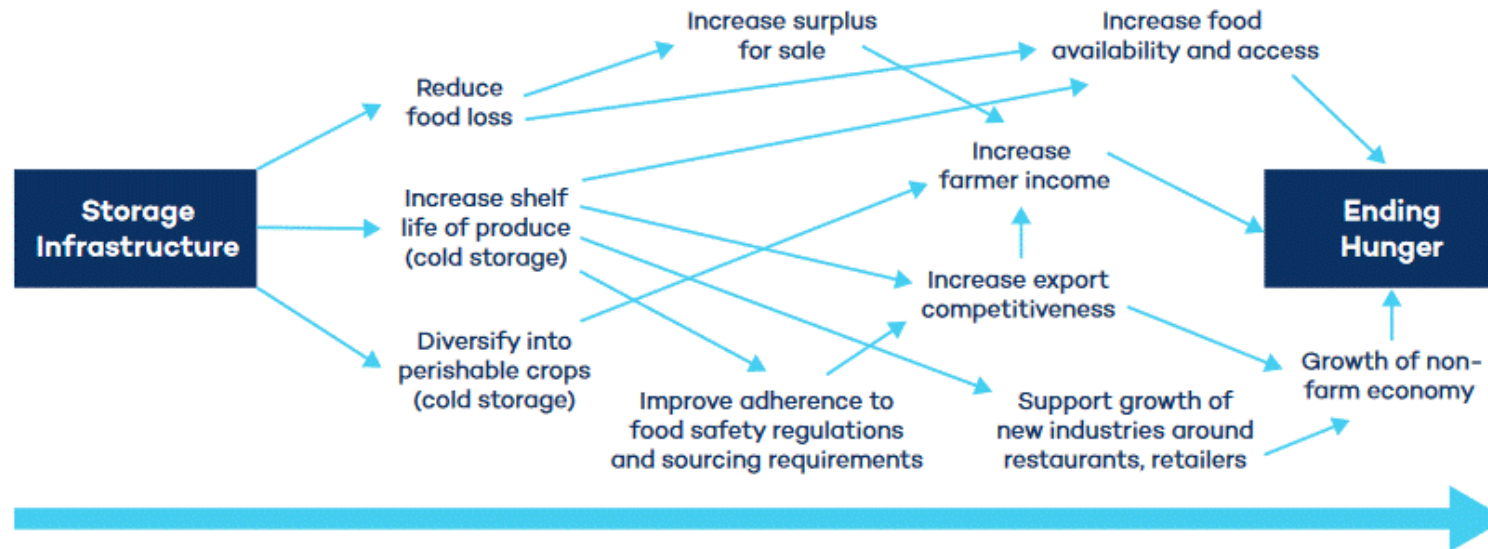 Increase surplus
for sale
Increase food
availability and access
Reduce
food loss
Increase
farmer income
Storage
Infrastructure
Increase shelf
life of produce
(cold storage)
Ending
Hunger
Increase export
competitiveness
Diversify into
perishable crops
(cold storage)
Growth of non-
farm economy
Improve adherence to
food safety regulations
and sourcing requirements
Support growth of
new industries around
restaurants, retailers